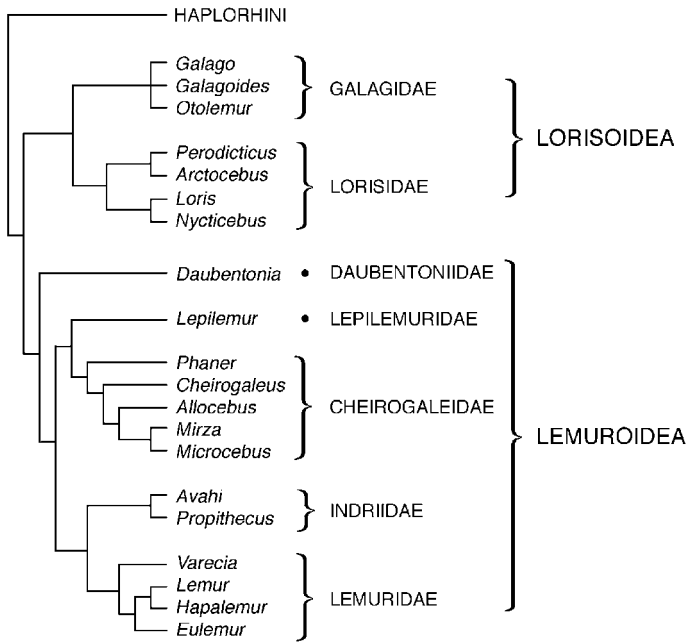 HAPLORHINI
Galago
Galagoides
Otolemur
GALAGIDAE
LORISOIDEA
Perodicticus
Arctocebus
Loris
Nycticebus
LORISIDAE
Daubentonia • DAUBENTONIIDAE
Lepilemur • LEPILEMURIDAE
Phaner
Cheirogaleus
Allocebus
Mirza
Microcebus
CHEIROGALEIDAE
LEMUROIDEA
Avahi
Propithecus
INDRIIDAE
Varecia
Lemur
Hapalemur
Eulemur
LEMURIDAE